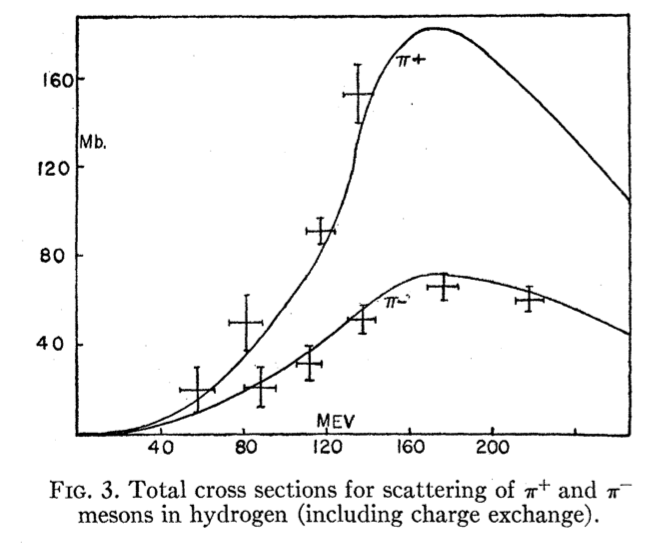 160
π+
Mb.
120
80
π-
40
MEV
40 80 120 160 200
FIG. 3. Total cross sections for scattering of π⁺ and π⁻
mesons in hydrogen (including charge exchange).